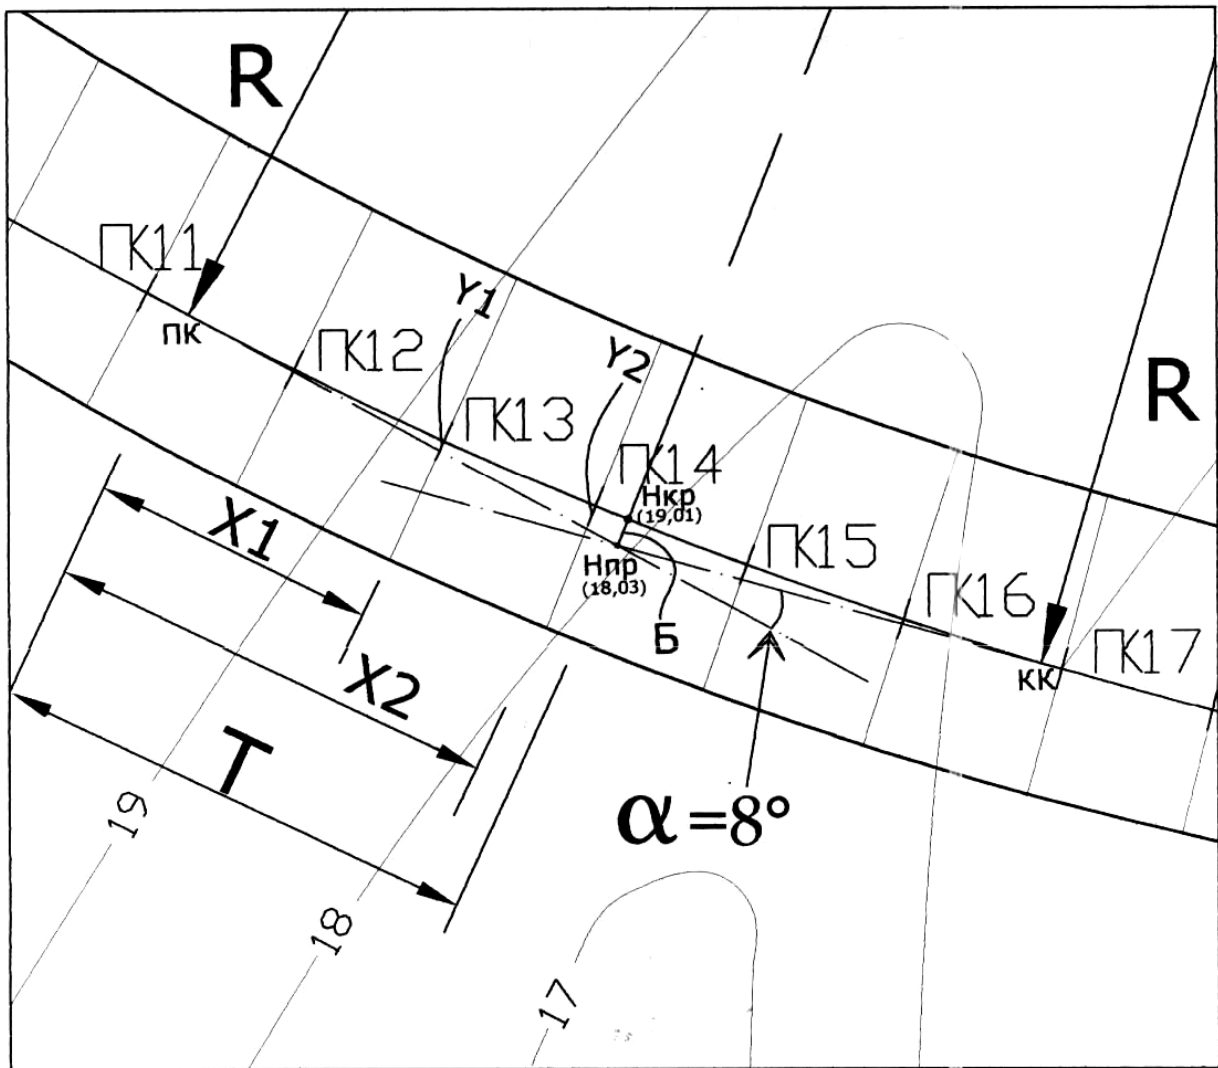 R
ПК11
ПК
Y1
ПК12
Y2
ПК13
R
ПК14
Нкр
(19,01)
ПК15
Нпр
(18,03)
X1
Б
ПК16
ПК17
КК
X2
T
α=8°
19
18
17